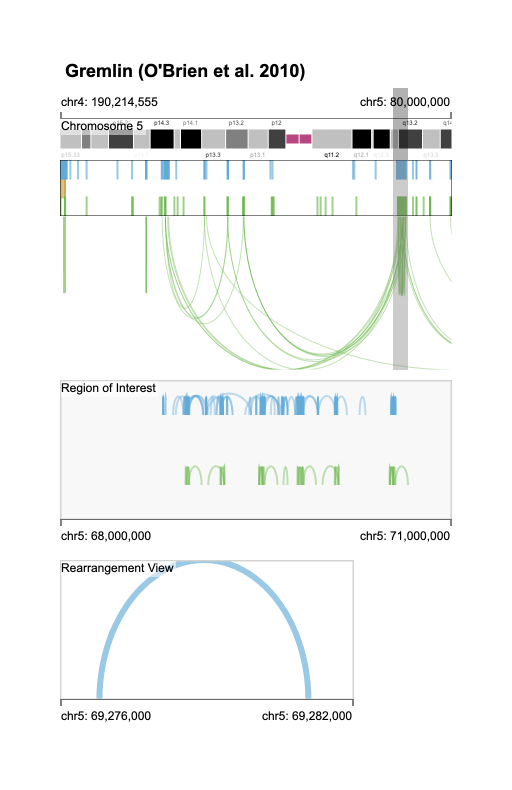 Gremlin (O'Brien et al. 2010)
chr4: 190,214,555 chr5: 80,000,000
Chromosome 5
p14.3 p14.1 p13.2 p12 q13.2
p13.3 p13.1 q11.2 q12.1
Region of Interest
chr5: 68,000,000 chr5: 71,000,000
Rearrangement View
chr5: 69,276,000 chr5: 69,282,000